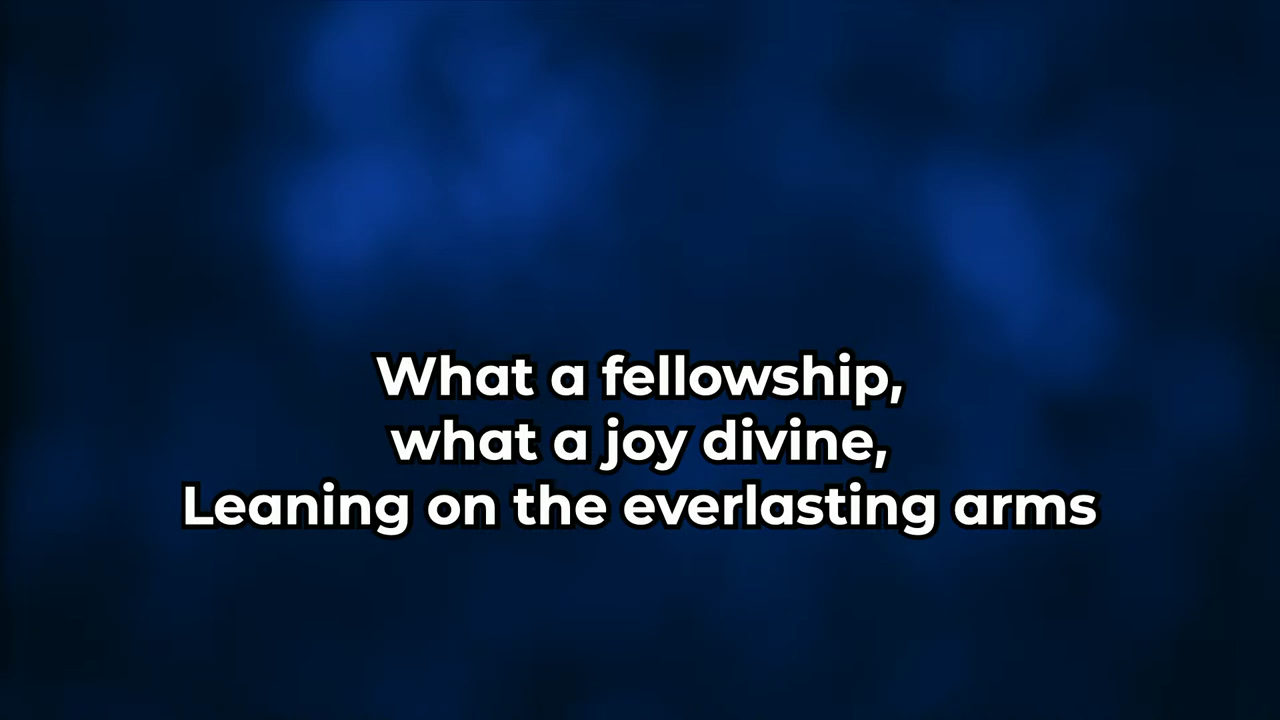 What a fellowship,
what a joy divine,
Leaning on the everlasting arms